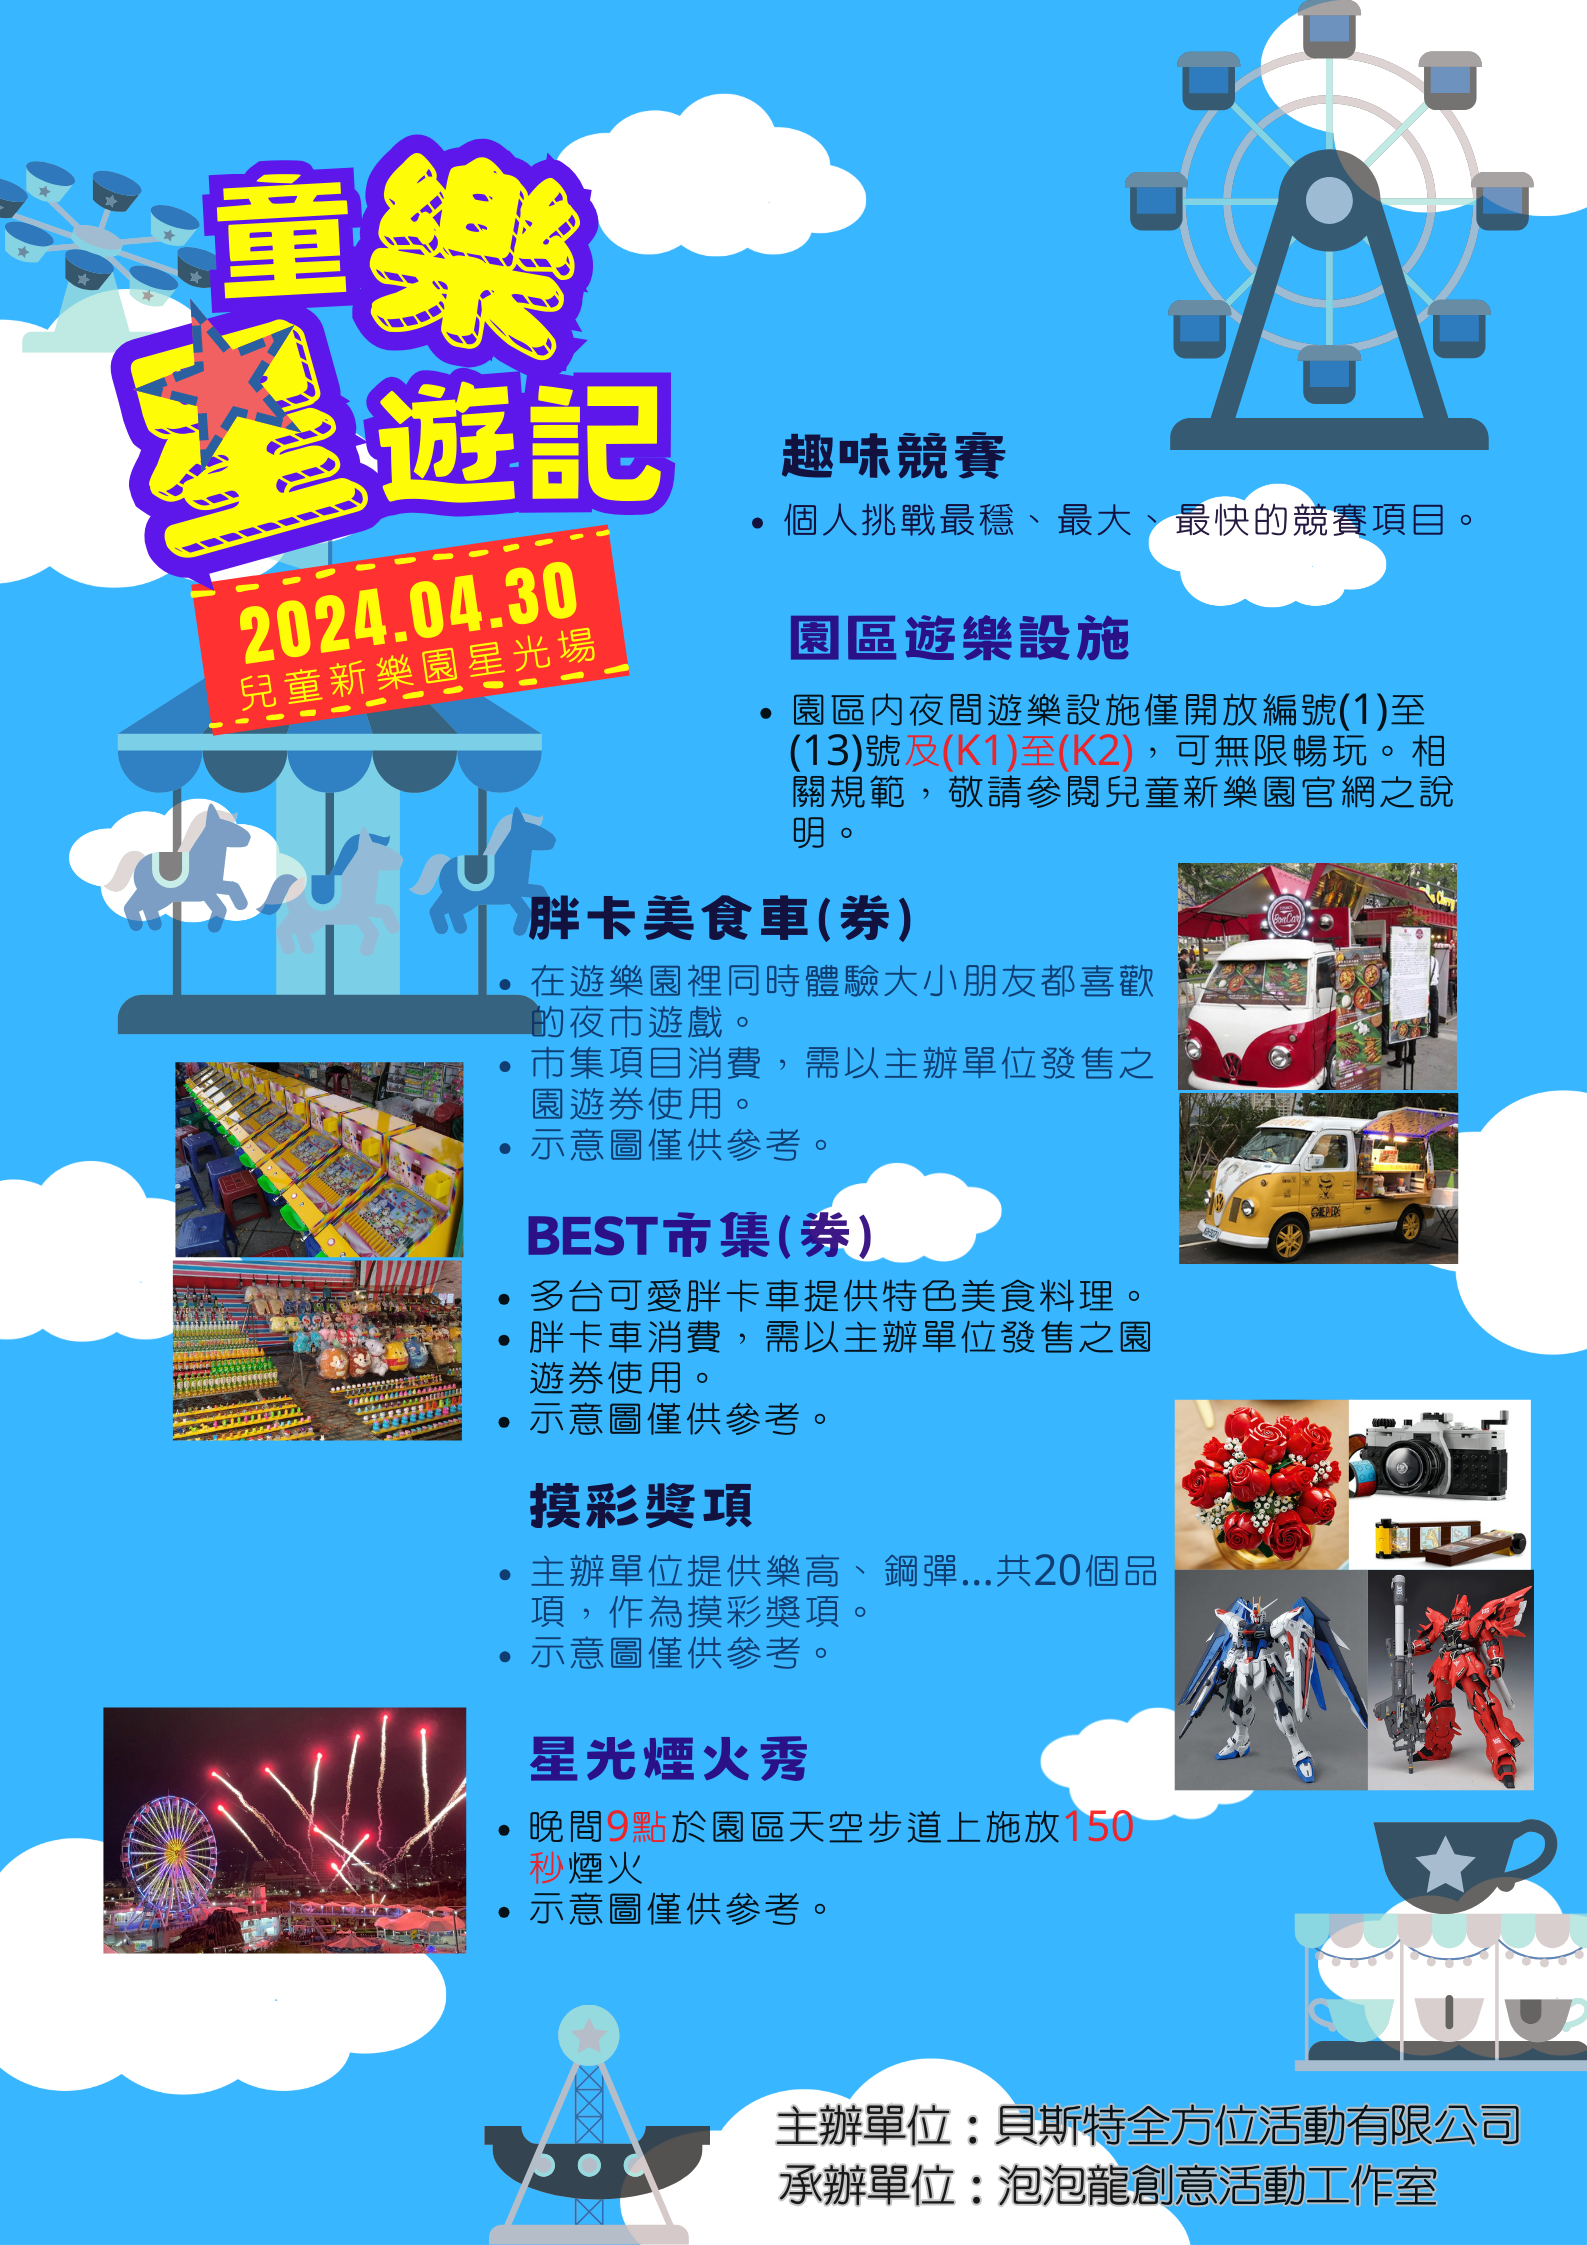 童樂
星遊記
2024.04.30
兒童新樂園星光場
趣味競賽
個人挑戰最穩、最大、最快的競賽項目。
園區遊樂設施
園區內夜間遊樂設施僅開放編號(1)至
(13)號及(K1)至(K2)，可無限暢玩。相
關規範，敬請參閱兒童新樂園官網之說
明。
胖卡美食車(券)
在遊樂園裡同時體驗大小朋友都喜歡
的夜市遊戲。
市集項目消費，需以主辦單位發售之
園遊券使用。
示意圖僅供參考。
BonCar
BEST市集(券)
多台可愛胖卡車提供特色美食料理。
胖卡車消費，需以主辦單位發售之園
遊券使用。
示意圖僅供參考。
ONE PIECE
摸彩獎項
主辦單位提供樂高、鋼彈...共20個品
項，作為摸彩獎項。
示意圖僅供參考。
星光煙火秀
晚間9點於園區天空步道上施放150
秒煙火
示意圖僅供參考。
主辦單位：貝斯特全方位活動有限公司
承辦單位：泡泡龍創意活動工作室